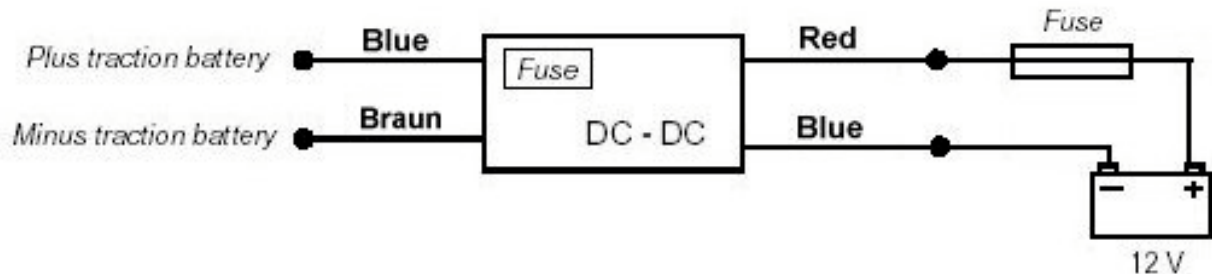 Plus traction battery
Blue
Fuse
Red
Fuse
Minus traction battery
Braun
DC - DC
Blue
− +
12 V